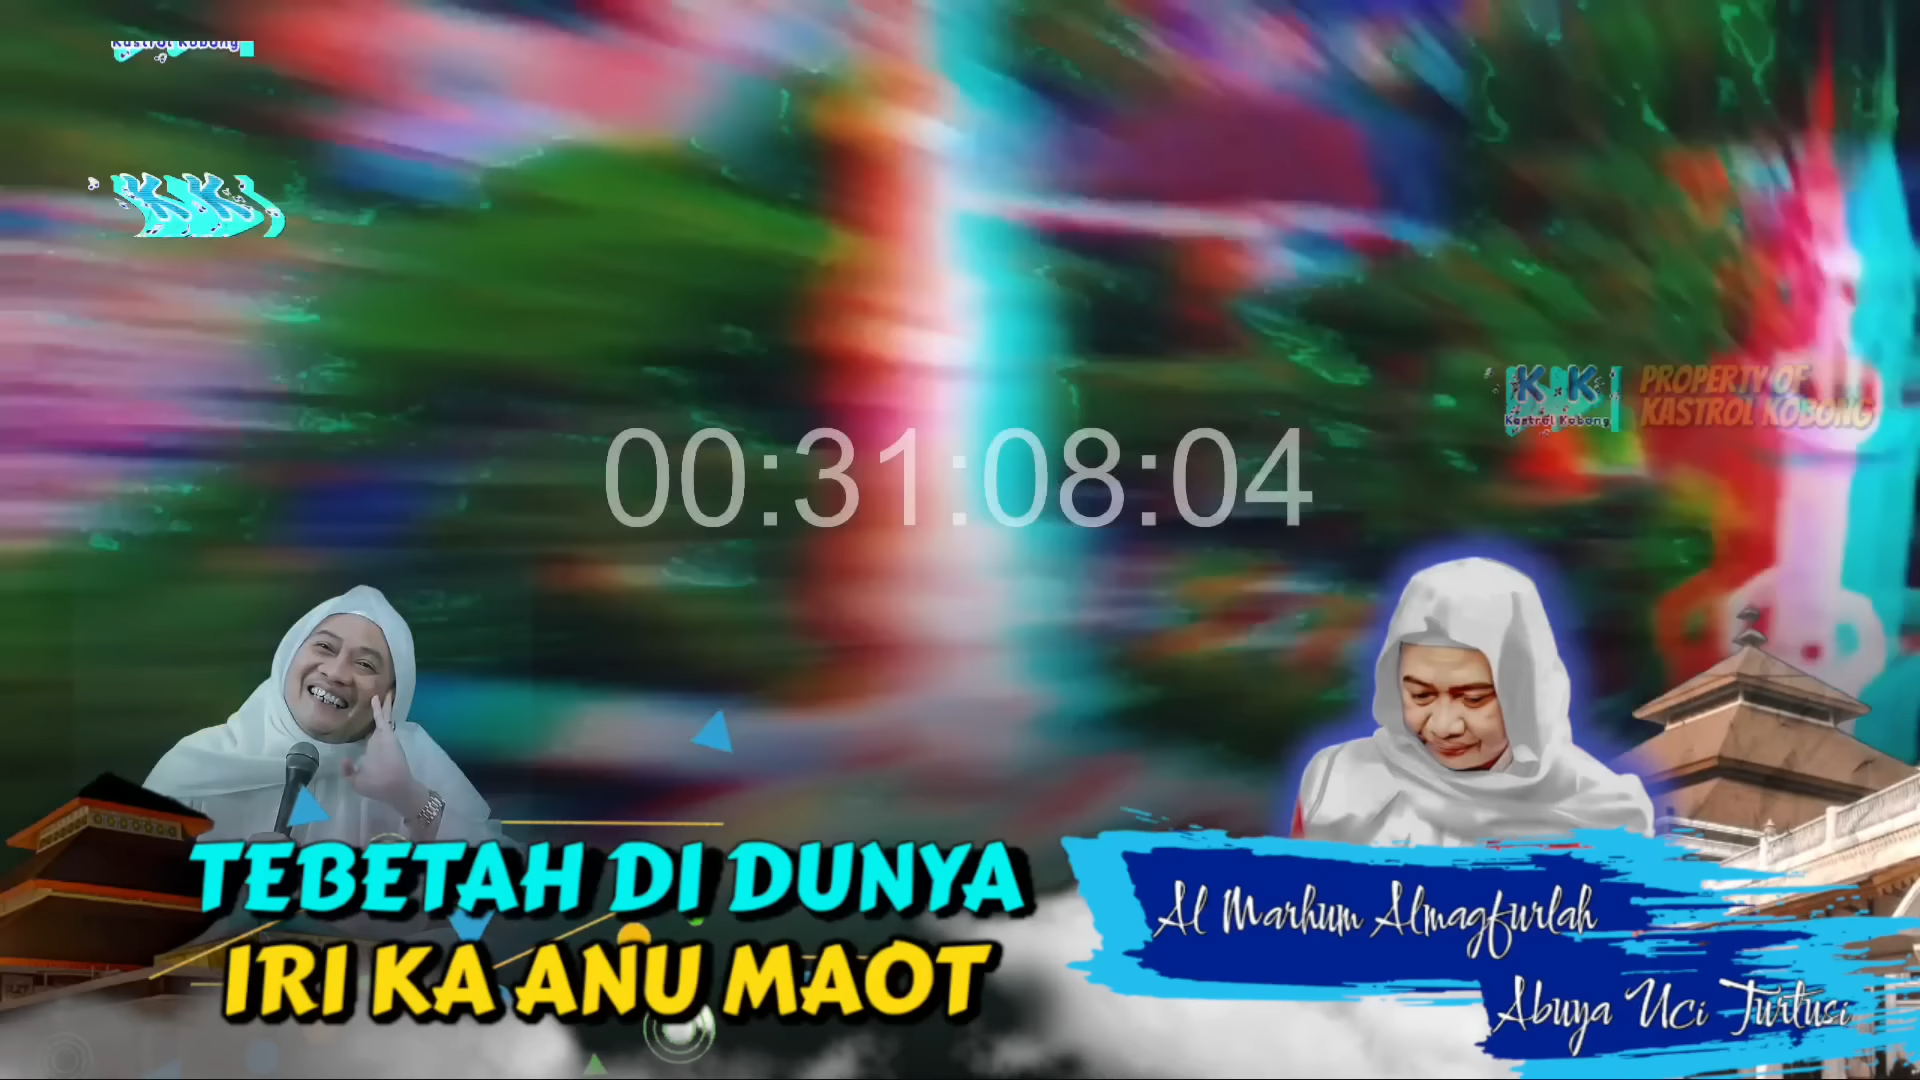 Kastrol Kobong
KK
K K
Kastrol Kobong
PROPERTY OF
KASTROL KOBONG
00:31:08:04
TEBETAH DI DUNYA
IRI KA ANU MAOT
Al Marhum Almagfurlah
Abuya Uci Turtusi